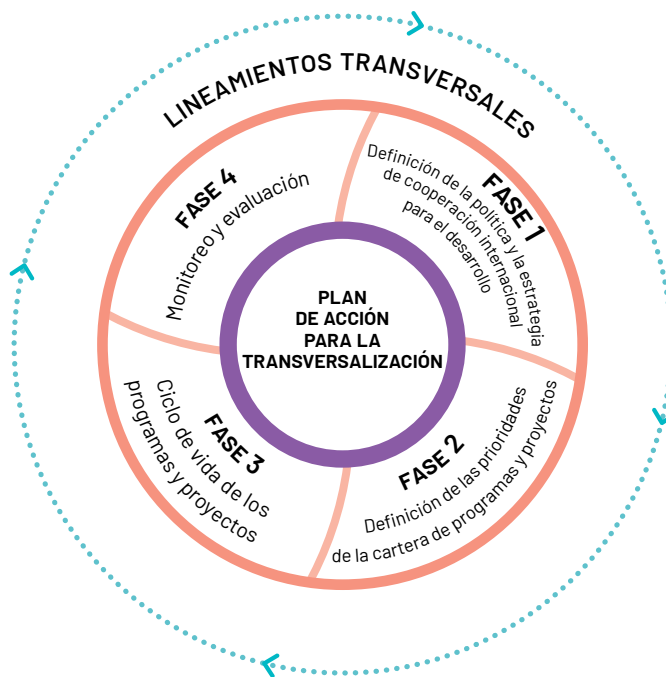 LINEAMIENTOS TRANSVERSALES
FASE 1
Definición de la política y la estrategia
de cooperación internacional
para el desarrollo
FASE 2
Definición de las prioridades
de la cartera de programas y proyectos
FASE 3
Ciclo de vida de los
programas y proyectos
FASE 4
Monitoreo y evaluación
PLAN
DE ACCIÓN
PARA LA
TRANSVERSALIZACIÓN